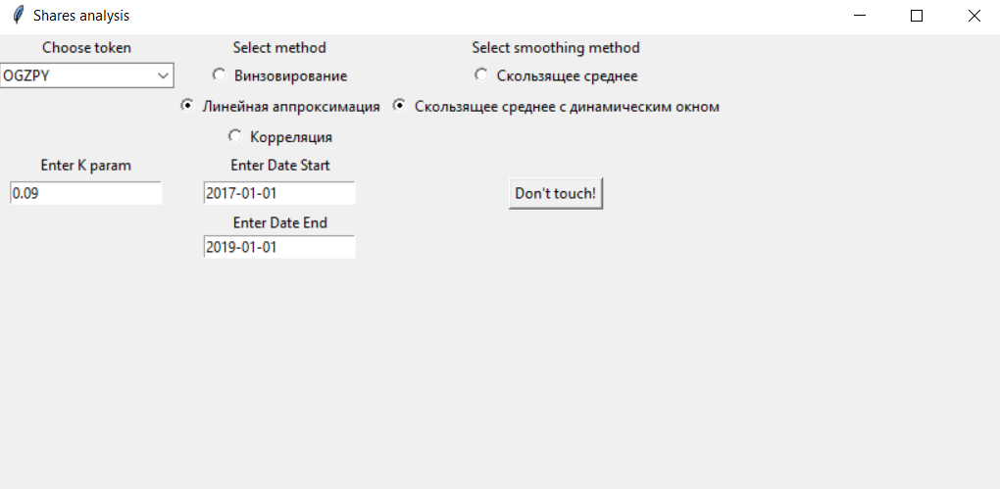 Shares analysis
Choose token Select method Select smoothing method
OGZPY Винзовирование Скользящее среднее
Линейная аппроксимация Скользящее среднее с динамическим окном
Корреляция
Enter K param Enter Date Start
0.09 2017-01-01 Don't touch!
Enter Date End
2019-01-01